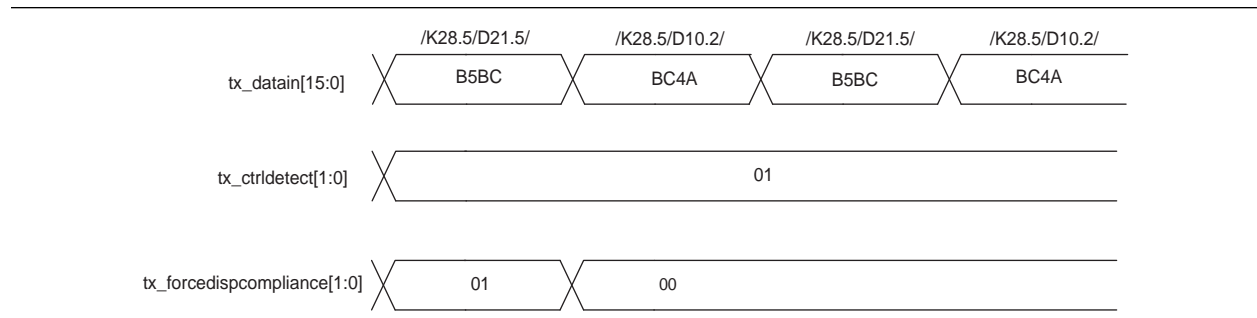 /K28.5/D21.5/ /K28.5/D10.2/ /K28.5/D21.5/ /K28.5/D10.2/
tx_datain[15:0] B5BC BC4A B5BC BC4A
tx_ctrldetect[1:0] 01
tx_forcedispcompliance[1:0] 01 00